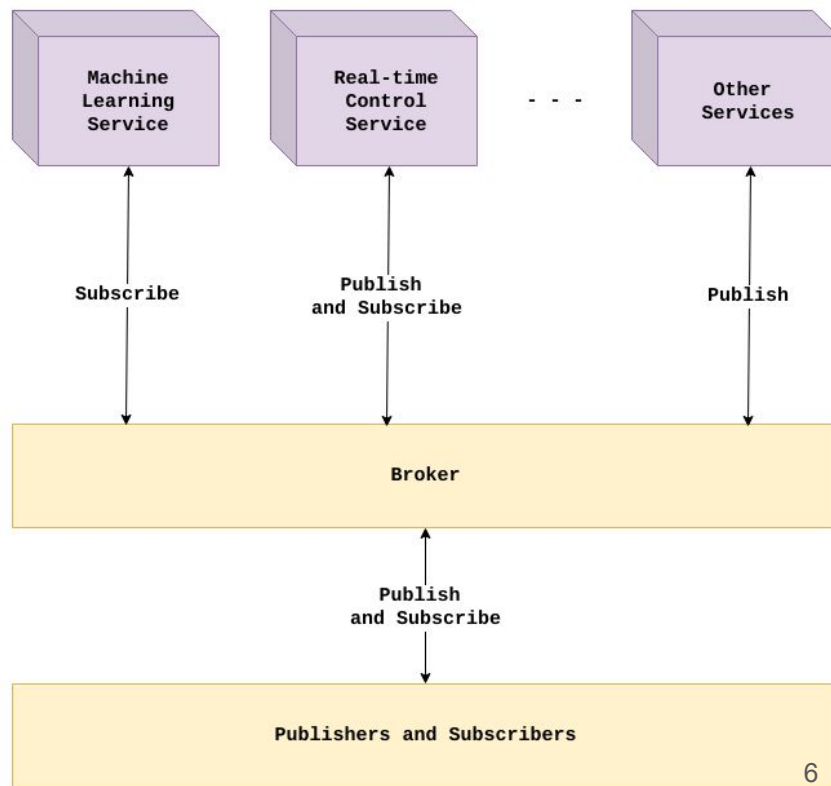 Machine
Learning
Service
Real-time
Control
Service
- - -
Other
Services
Subscribe
Publish
and Subscribe
Publish
Broker
Publish
and Subscribe
Publishers and Subscribers
6